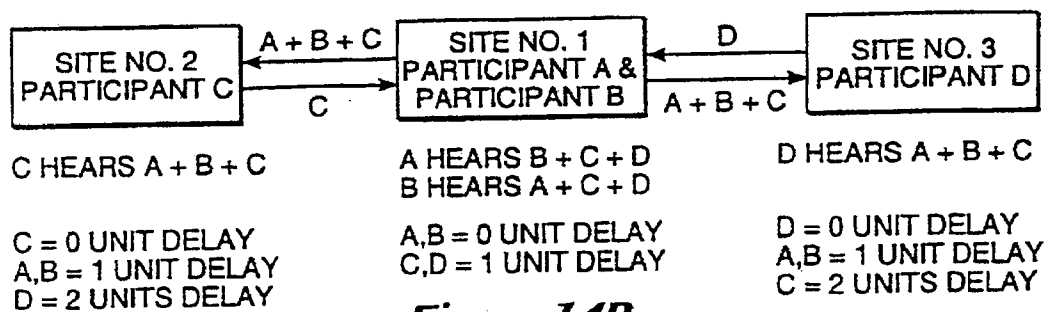 SITE NO. 2
PARTICIPANT C
A + B + C
C
SITE NO. 1
PARTICIPANT A &
PARTICIPANT B
D
A + B + C
SITE NO. 3
PARTICIPANT D
C HEARS A + B + C
A HEARS B + C + D
B HEARS A + C + D
D HEARS A + B + C
C = 0 UNIT DELAY
A,B = 1 UNIT DELAY
D = 2 UNITS DELAY
A,B = 0 UNIT DELAY
C,D = 1 UNIT DELAY
D = 0 UNIT DELAY
A,B = 1 UNIT DELAY
C = 2 UNITS DELAY